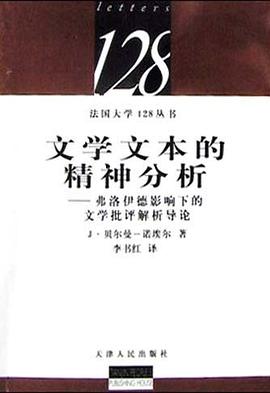 letters
128
法国大学128丛书
文学文本的
精神分析
——弗洛伊德影响下的
文学批评解析导论
J·贝尔曼-诺埃尔 著
李书红 译
天津人民出版社
PUBLISHING HOUSE